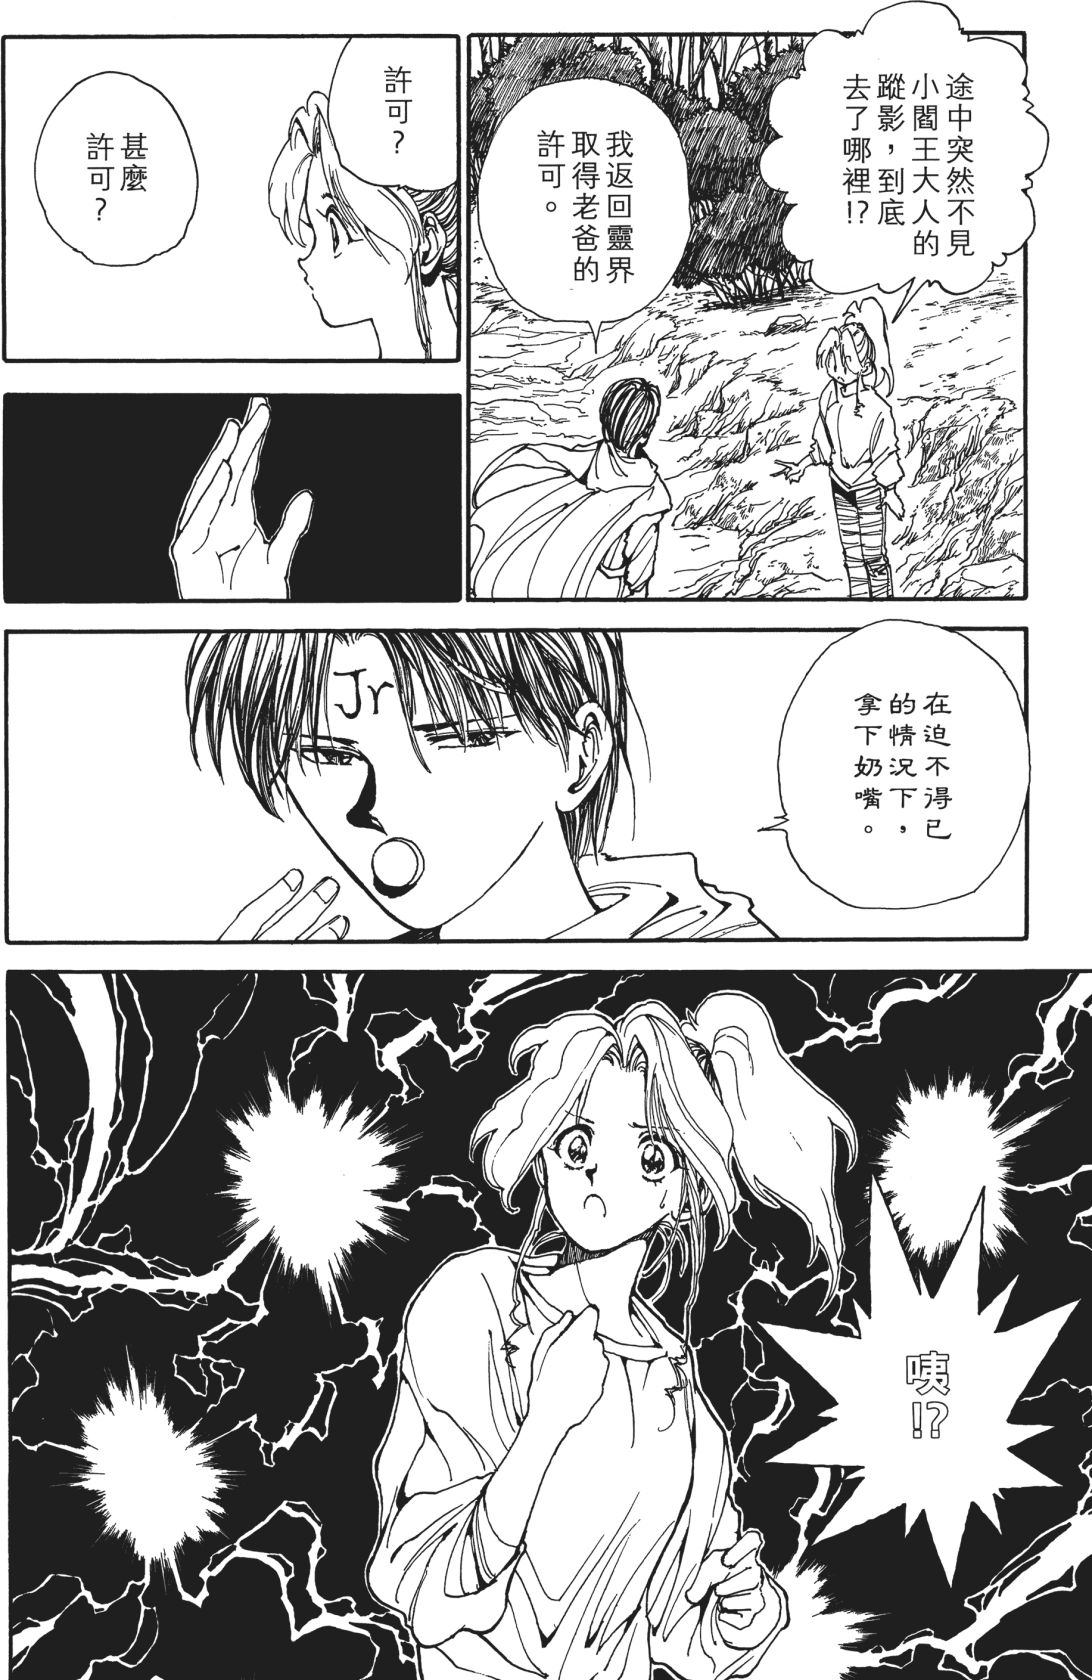 途中突然不見
小閻王大人的
蹤影，到底
去了哪裡!?
我返回靈界
取得老爸的
許可。
許可？
甚麼
許可？
Jr
在迫不得已
的情況下，
拿下奶嘴。
咦!?